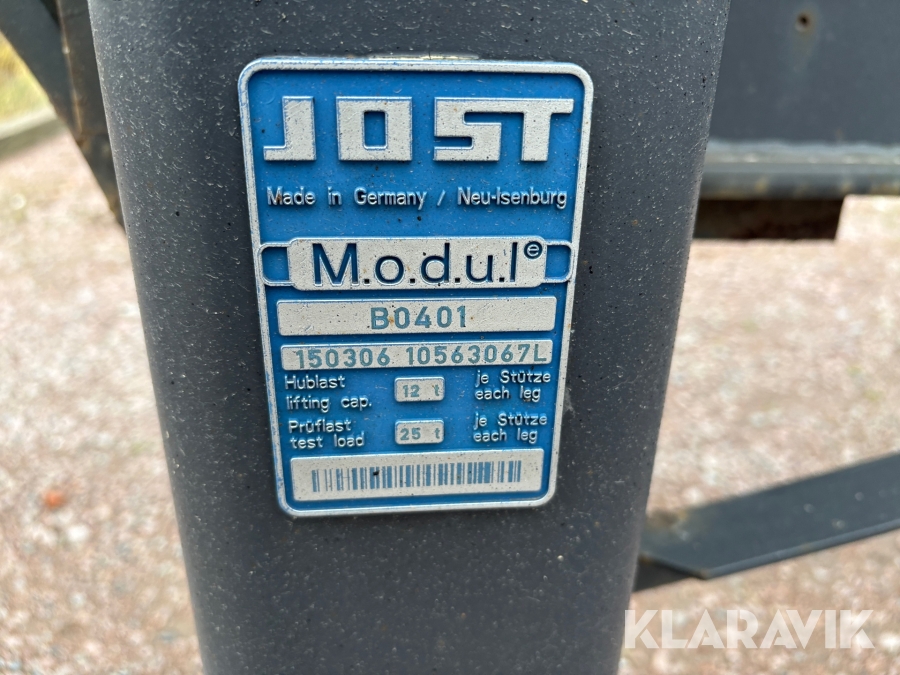 JOST
Made in Germany / Neu-Isenburg
M.o.d.u.l®
B0401
150306 10563067L
Hublast 12 t je Stütze
lifting cap. each leg
Prüflast 25 t je Stütze
test load each leg
KLARAVIK